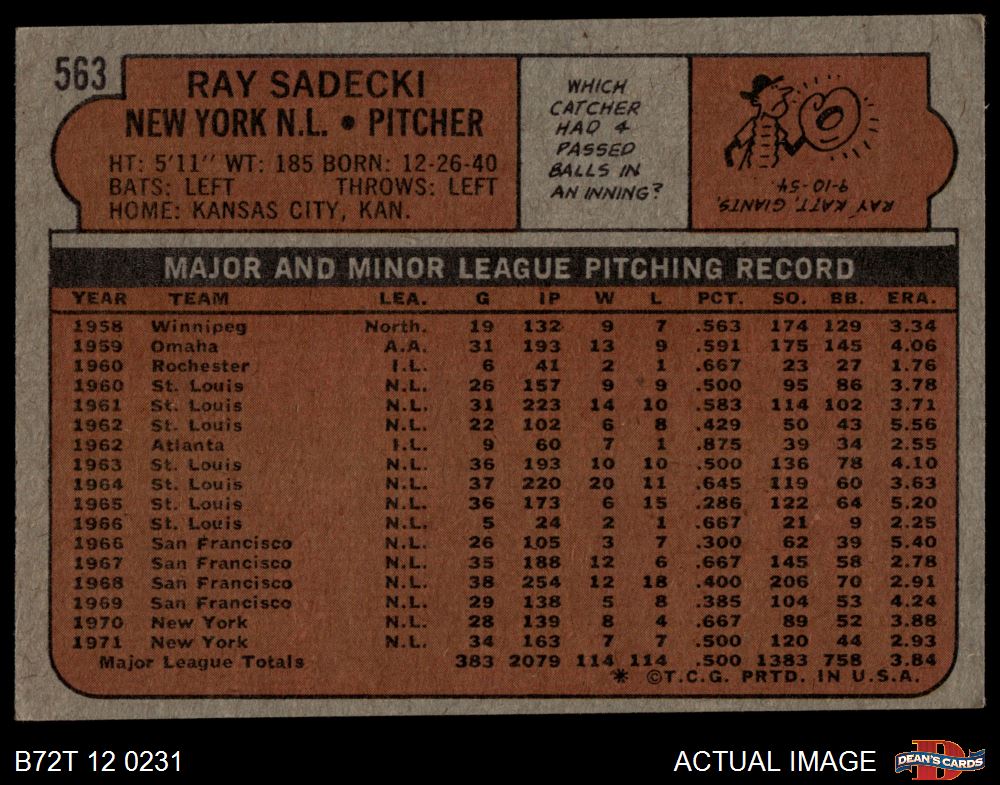 563
RAY SADECKI
NEW YORK N.L. • PITCHER
HT: 5'11" WT: 185 BORN: 12-26-40
BATS: LEFT THROWS: LEFT
HOME: KANSAS CITY, KAN.
WHICH
CATCHER
HAD 4
PASSED
BALLS IN
AN INNING?
RAY KATT, GIANTS,
9-10-54.
MAJOR AND MINOR LEAGUE PITCHING RECORD
YEAR TEAM LEA. G IP W L PCT. SO. BB. ERA.
1958 Winnipeg North. 19 132 9 7 .563 174 129 3.34
1959 Omaha A.A. 31 193 13 9 .591 175 145 4.06
1960 Rochester I.L. 6 41 2 1 .667 23 27 1.76
1960 St. Louis N.L. 26 157 9 9 .500 95 86 3.78
1961 St. Louis N.L. 31 223 14 10 .583 114 102 3.71
1962 St. Louis N.L. 22 102 6 8 .429 50 43 5.56
1962 Atlanta I.L. 9 60 7 1 .875 39 34 2.55
1963 St. Louis N.L. 36 193 10 10 .500 136 78 4.10
1964 St. Louis N.L. 37 220 20 11 .645 119 60 3.63
1965 St. Louis N.L. 36 173 6 15 .286 122 64 5.20
1966 St. Louis N.L. 5 24 2 1 .667 21 9 2.25
1966 San Francisco N.L. 26 105 3 7 .300 62 39 5.40
1967 San Francisco N.L. 35 188 12 6 .667 145 58 2.78
1968 San Francisco N.L. 38 254 12 18 .400 206 70 2.91
1969 San Francisco N.L. 29 138 5 8 .385 104 53 4.24
1970 New York N.L. 28 139 8 4 .667 89 52 3.88
1971 New York N.L. 34 163 7 7 .500 120 44 2.93
Major League Totals 383 2079 114 114 .500 1383 758 3.84
* ©T.C.G. PRTD. IN U.S.A.
B72T 12 0231
ACTUAL IMAGE
DEAN'S CARDS